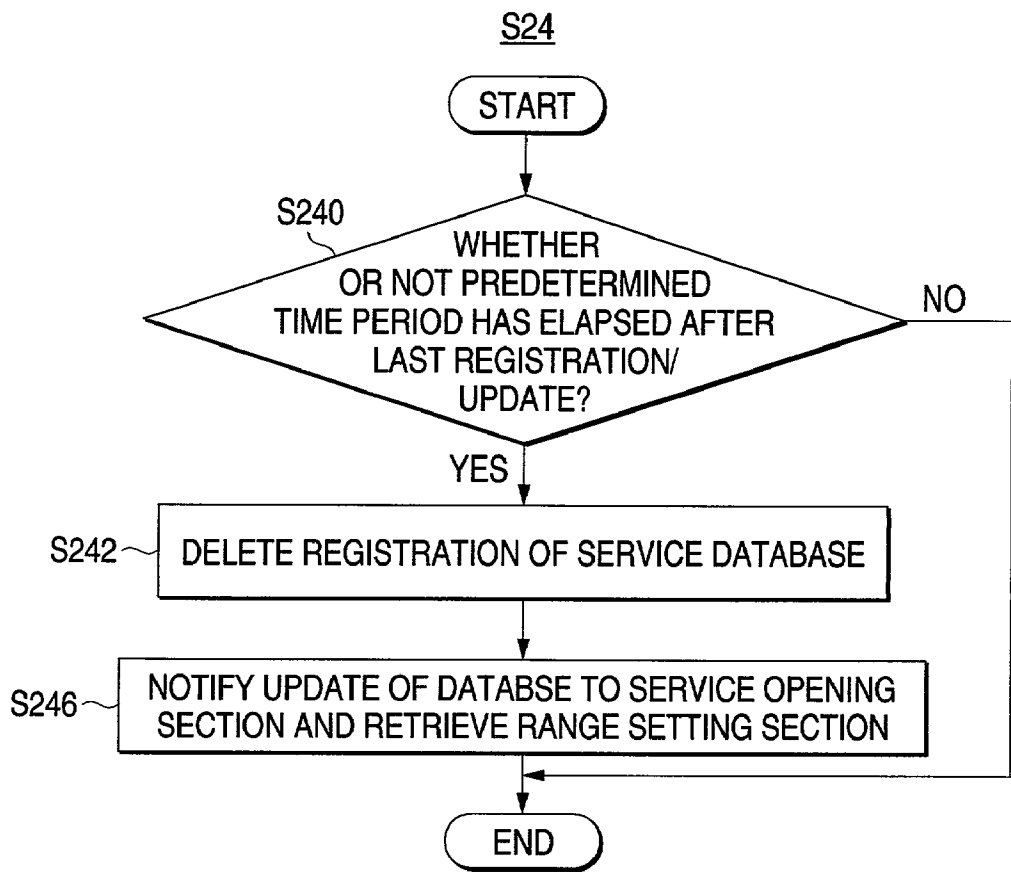 S24
START
S240
WHETHER
OR NOT PREDETERMINED
TIME PERIOD HAS ELAPSED AFTER
LAST REGISTRATION/
UPDATE?
NO
YES
S242
DELETE REGISTRATION OF SERVICE DATABASE
S246
NOTIFY UPDATE OF DATABSE TO SERVICE OPENING
SECTION AND RETRIEVE RANGE SETTING SECTION
END